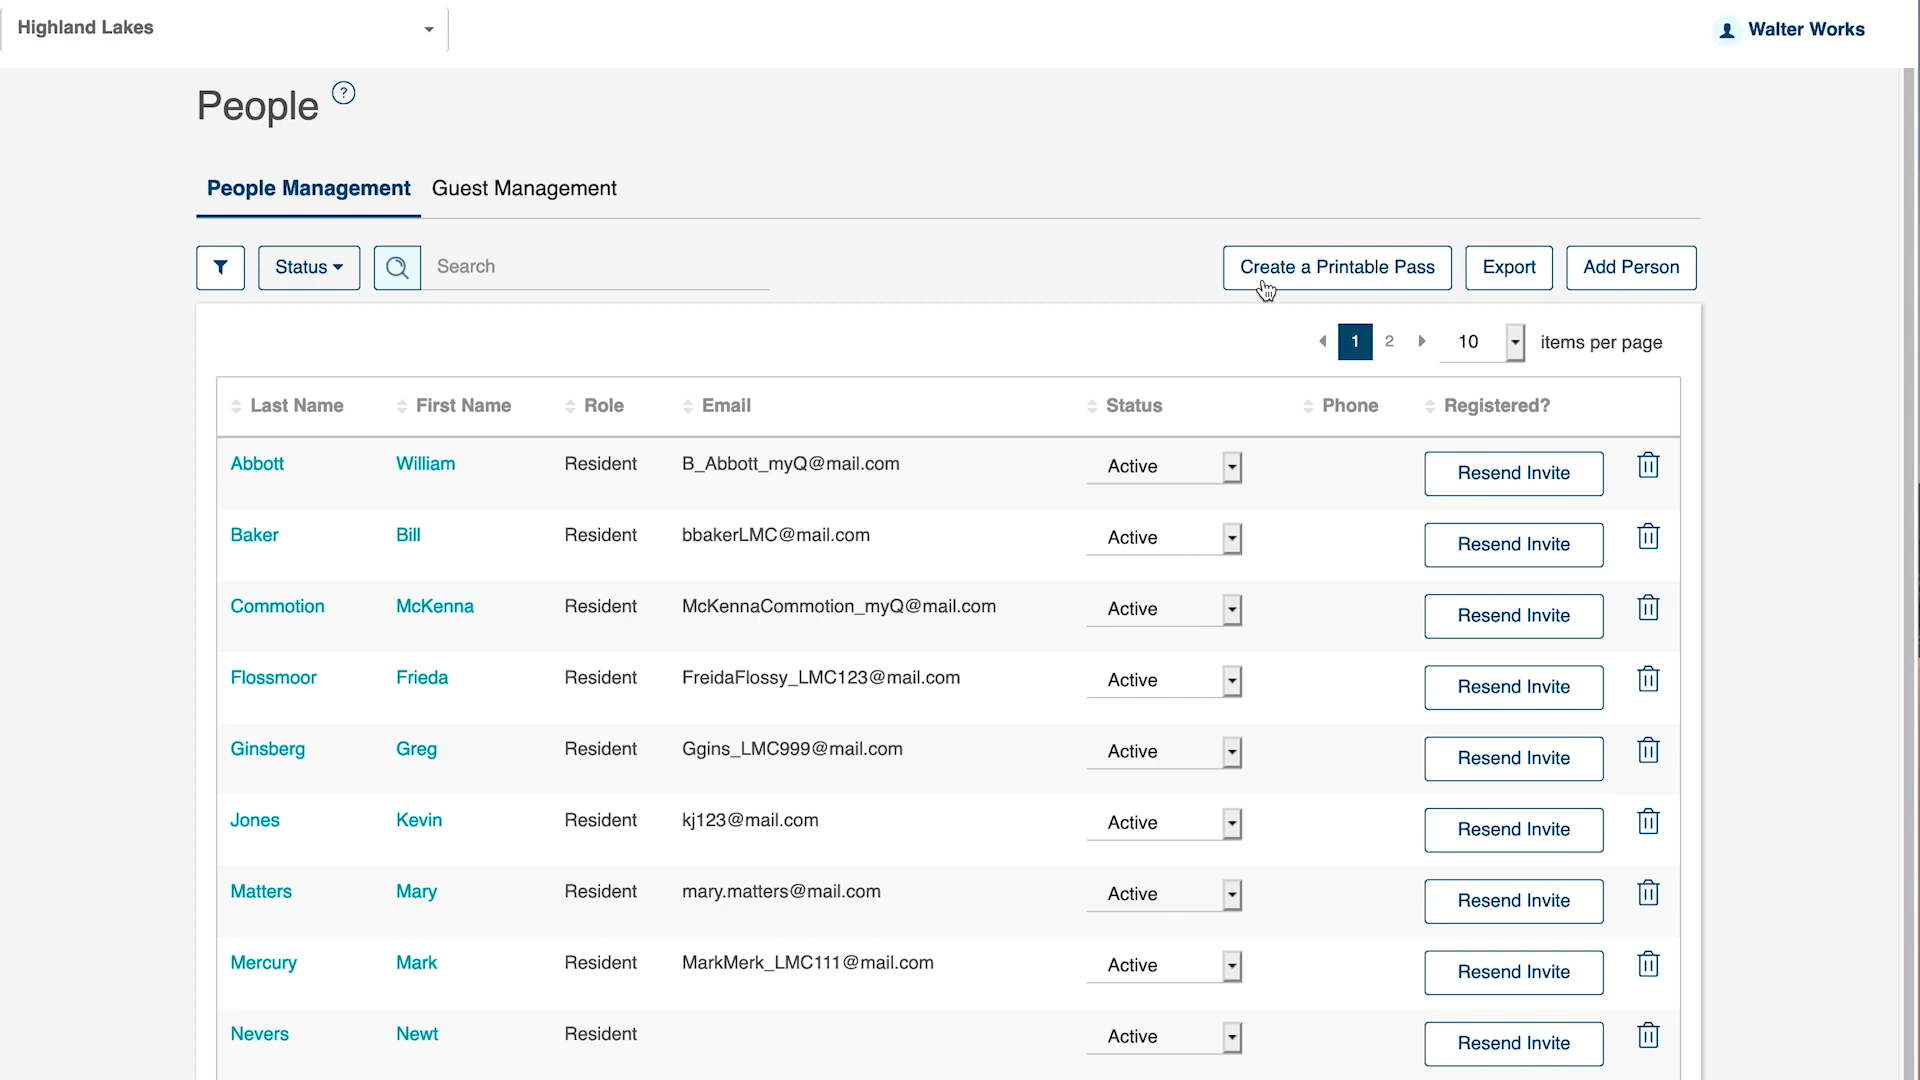 Highland Lakes
Walter Works
People ?
People Management Guest Management
Status Search Create a Printable Pass Export Add Person
1 2 10 items per page
Last Name First Name Role Email Status Phone Registered?
Abbott William Resident B_Abbott_myQ@mail.com Active Resend Invite
Baker Bill Resident bbakerLMC@mail.com Active Resend Invite
Commotion McKenna Resident McKennaCommotion_myQ@mail.com Active Resend Invite
Flossmoor Frieda Resident FreidaFlossy_LMC123@mail.com Active Resend Invite
Ginsberg Greg Resident Ggins_LMC999@mail.com Active Resend Invite
Jones Kevin Resident kj123@mail.com Active Resend Invite
Matters Mary Resident mary.matters@mail.com Active Resend Invite
Mercury Mark Resident MarkMerk_LMC111@mail.com Active Resend Invite
Nevers Newt Resident Active Resend Invite